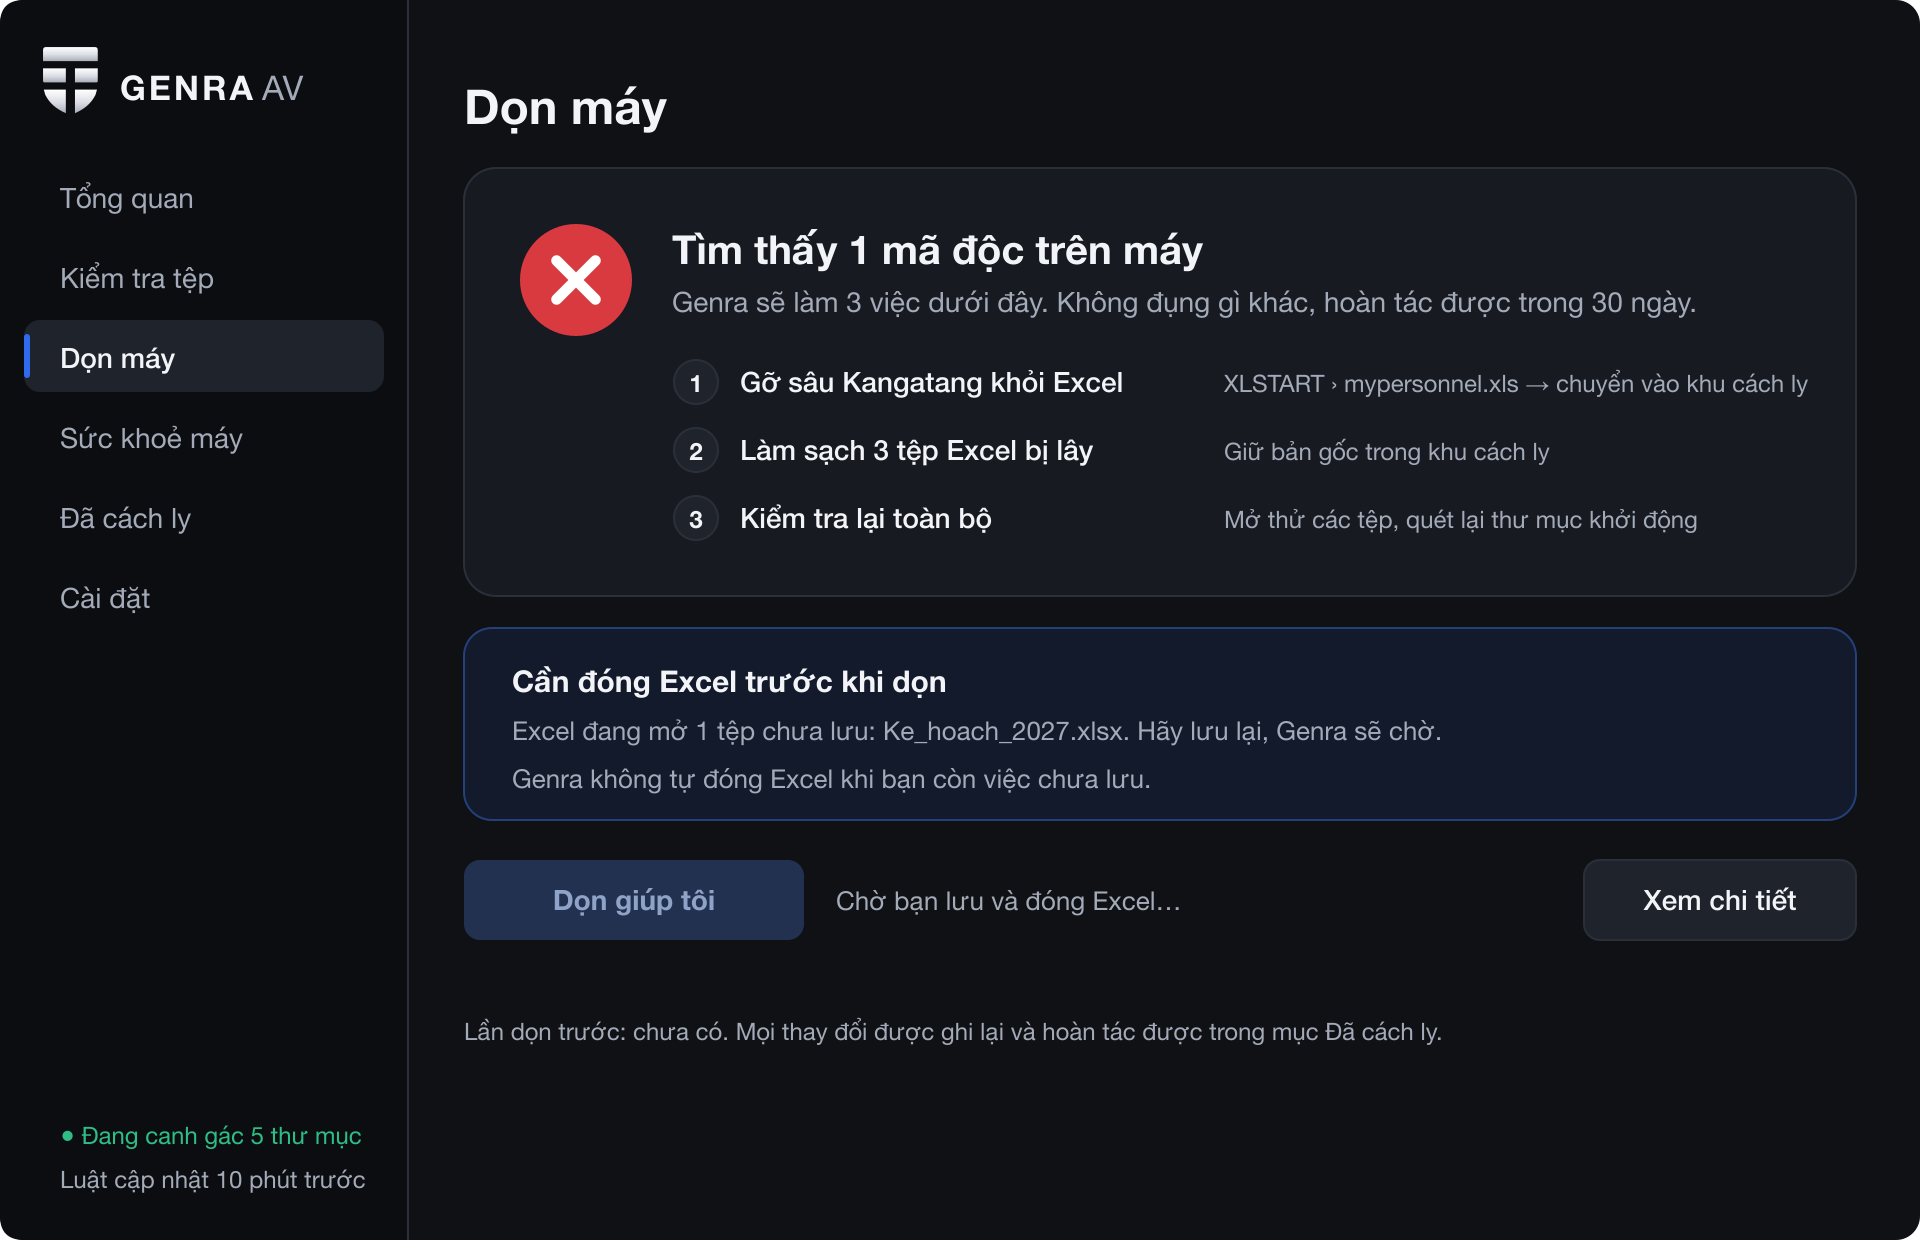 GENRA AV
Tổng quan
Kiểm tra tệp
Dọn máy
Sức khoẻ máy
Đã cách ly
Cài đặt
• Đang canh gác 5 thư mục
Luật cập nhật 10 phút trước
Dọn máy
Tìm thấy 1 mã độc trên máy
Genra sẽ làm 3 việc dưới đây. Không đụng gì khác, hoàn tác được trong 30 ngày.
1 Gỡ sâu Kangatang khỏi Excel XLSTART › mypersonnel.xls → chuyển vào khu cách ly
2 Làm sạch 3 tệp Excel bị lây Giữ bản gốc trong khu cách ly
3 Kiểm tra lại toàn bộ Mở thử các tệp, quét lại thư mục khởi động
Cần đóng Excel trước khi dọn
Excel đang mở 1 tệp chưa lưu: Ke_hoach_2027.xlsx. Hãy lưu lại, Genra sẽ chờ.
Genra không tự đóng Excel khi bạn còn việc chưa lưu.
Dọn giúp tôi Chờ bạn lưu và đóng Excel… Xem chi tiết
Lần dọn trước: chưa có. Mọi thay đổi được ghi lại và hoàn tác được trong mục Đã cách ly.